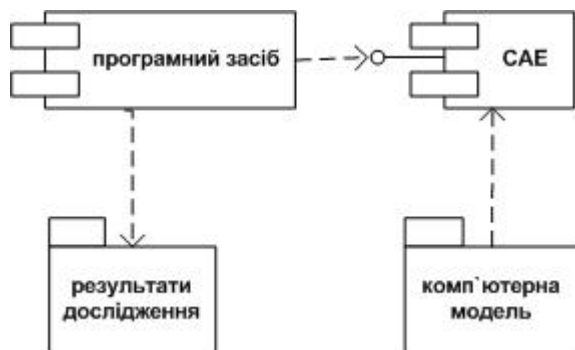 програмний засіб
CAE
результати
дослідження
комп`ютерна
модель